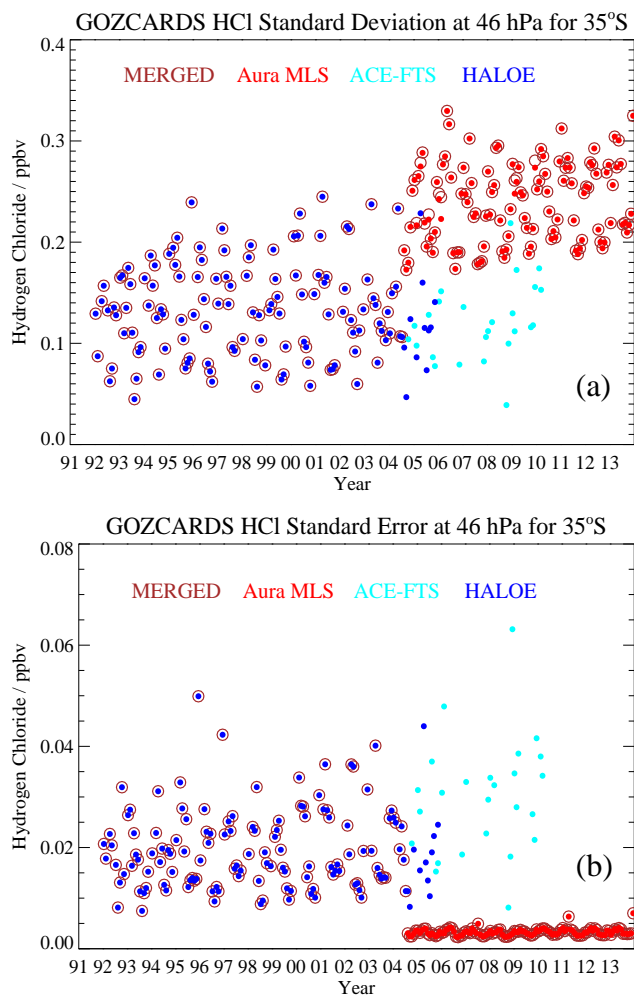 GOZCARDS HCl Standard Deviation at 46 hPa for 35°S
MERGED Aura MLS ACE-FTS HALOE
Hydrogen Chloride / ppbv
0.4
0.3
0.2
0.1
0.0
(a)
91 92 93 94 95 96 97 98 99 00 01 02 03 04 05 06 07 08 09 10 11 12 13
Year
GOZCARDS HCl Standard Error at 46 hPa for 35°S
MERGED Aura MLS ACE-FTS HALOE
Hydrogen Chloride / ppbv
0.08
0.06
0.04
0.02
0.00
(b)
91 92 93 94 95 96 97 98 99 00 01 02 03 04 05 06 07 08 09 10 11 12 13
Year